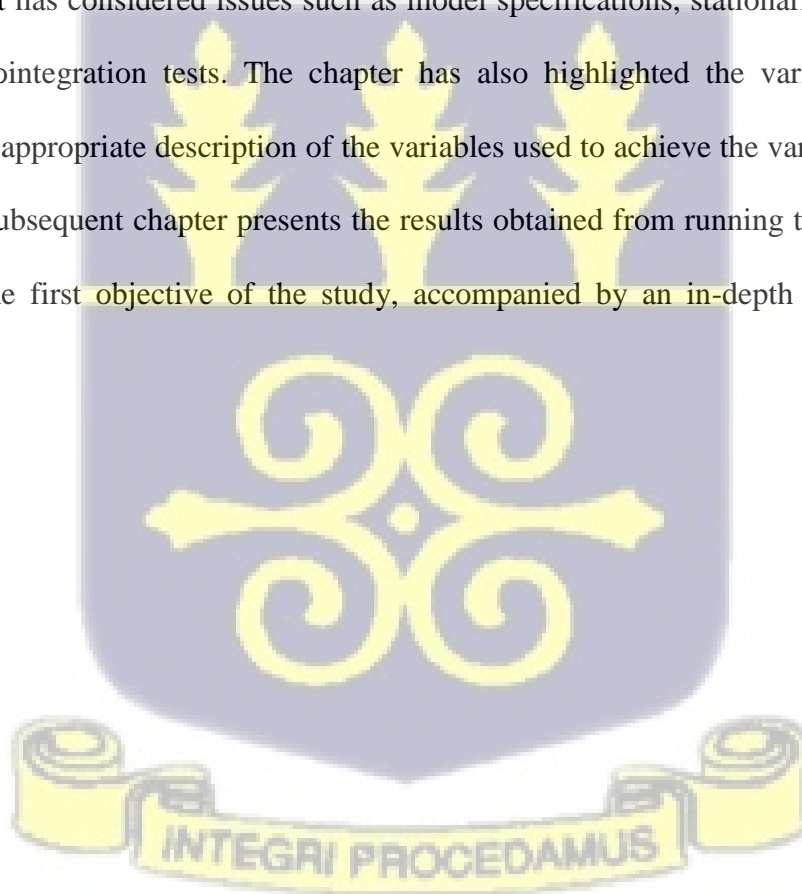 has considered issues such as model specifications, stationari
ointegration tests. The chapter has also highlighted the vari
appropriate description of the variables used to achieve the var
ubsequent chapter presents the results obtained from running t
e first objective of the study, accompanied by an in-depth
INTEGRI PROCEDAMUS